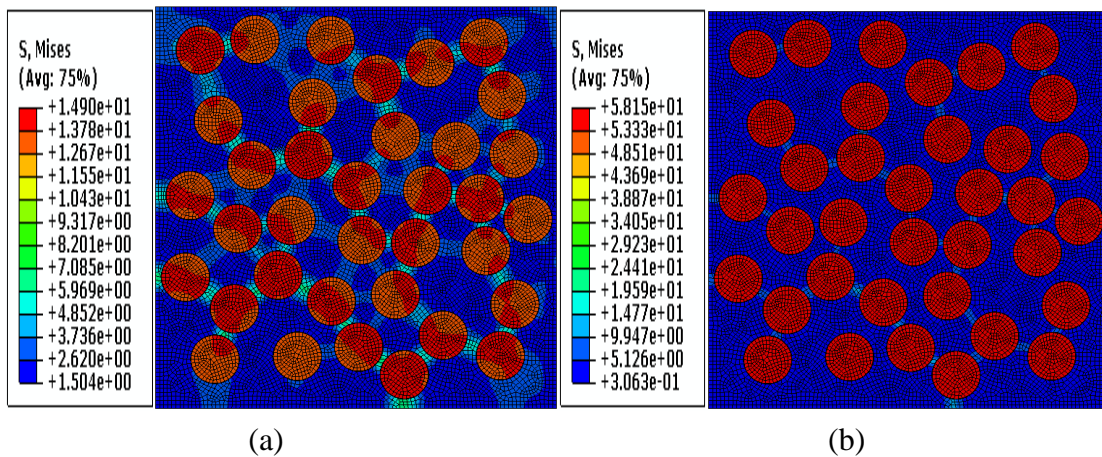 S, Mises
(Avg: 75%)
+1.490e+01
+1.378e+01
+1.267e+01
+1.155e+01
+1.043e+01
+9.317e+00
+8.201e+00
+7.085e+00
+5.969e+00
+4.852e+00
+3.736e+00
+2.620e+00
+1.504e+00
S, Mises
(Avg: 75%)
+5.815e+01
+5.333e+01
+4.851e+01
+4.369e+01
+3.887e+01
+3.405e+01
+2.923e+01
+2.441e+01
+1.959e+01
+1.477e+01
+9.947e+00
+5.126e+00
+3.063e-01
(a)
(b)